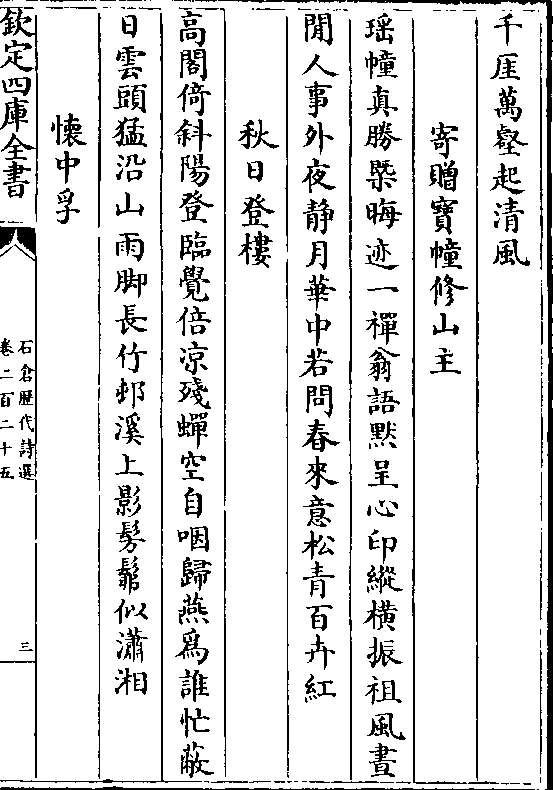 千厓萬壑起清風
寄贈寶幢修山主
瑶幢真勝槩晦迹一禪翁語黙呈心印縱横振祖風晝
閒人事外夜静月華中若問春來意松青百卉紅
秋日登樓
高閣倚斜陽登臨覺倍涼殘蟬空自咽歸燕爲誰忙蔽
日雲頭猛沿山雨脚長竹邨溪上影髣髴似瀟湘
懐中孚
欽定四庫全書
石倉歴代詩選
卷二百二十五
三